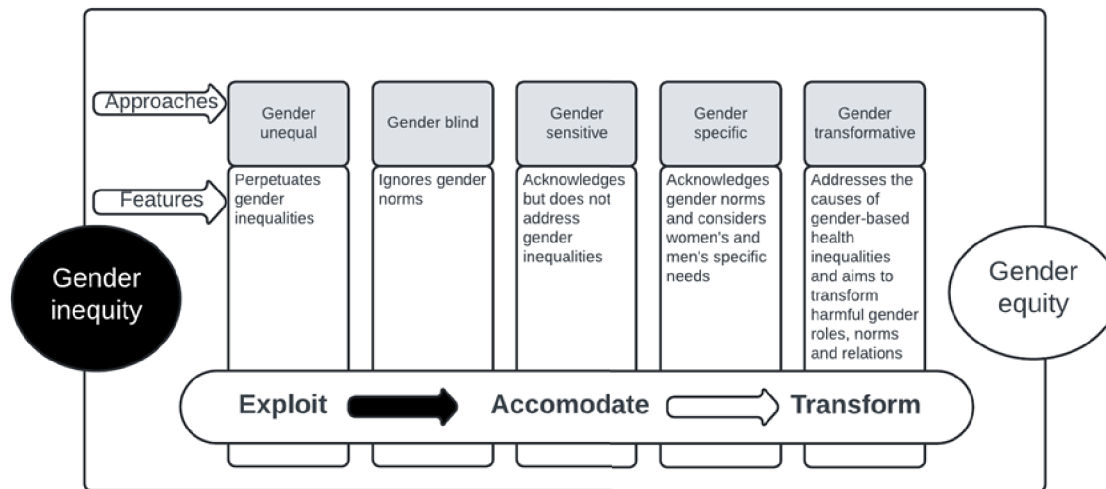 Approaches
Gender
unequal
Gender blind
Gender
sensitive
Gender
specific
Gender
transformative
Features
Perpetuates
gender
inequalities
Ignores gender
norms
Acknowledges
but does not
address
gender
inequalities
Acknowledges
gender norms
and considers
women's and
men's specific
needs
Addresses the
causes of
gender-based
health
inequalities
and aims to
transform
harmful gender
roles, norms
and relations
Gender
inequity
Gender
equity
Exploit
Accomodate
Transform